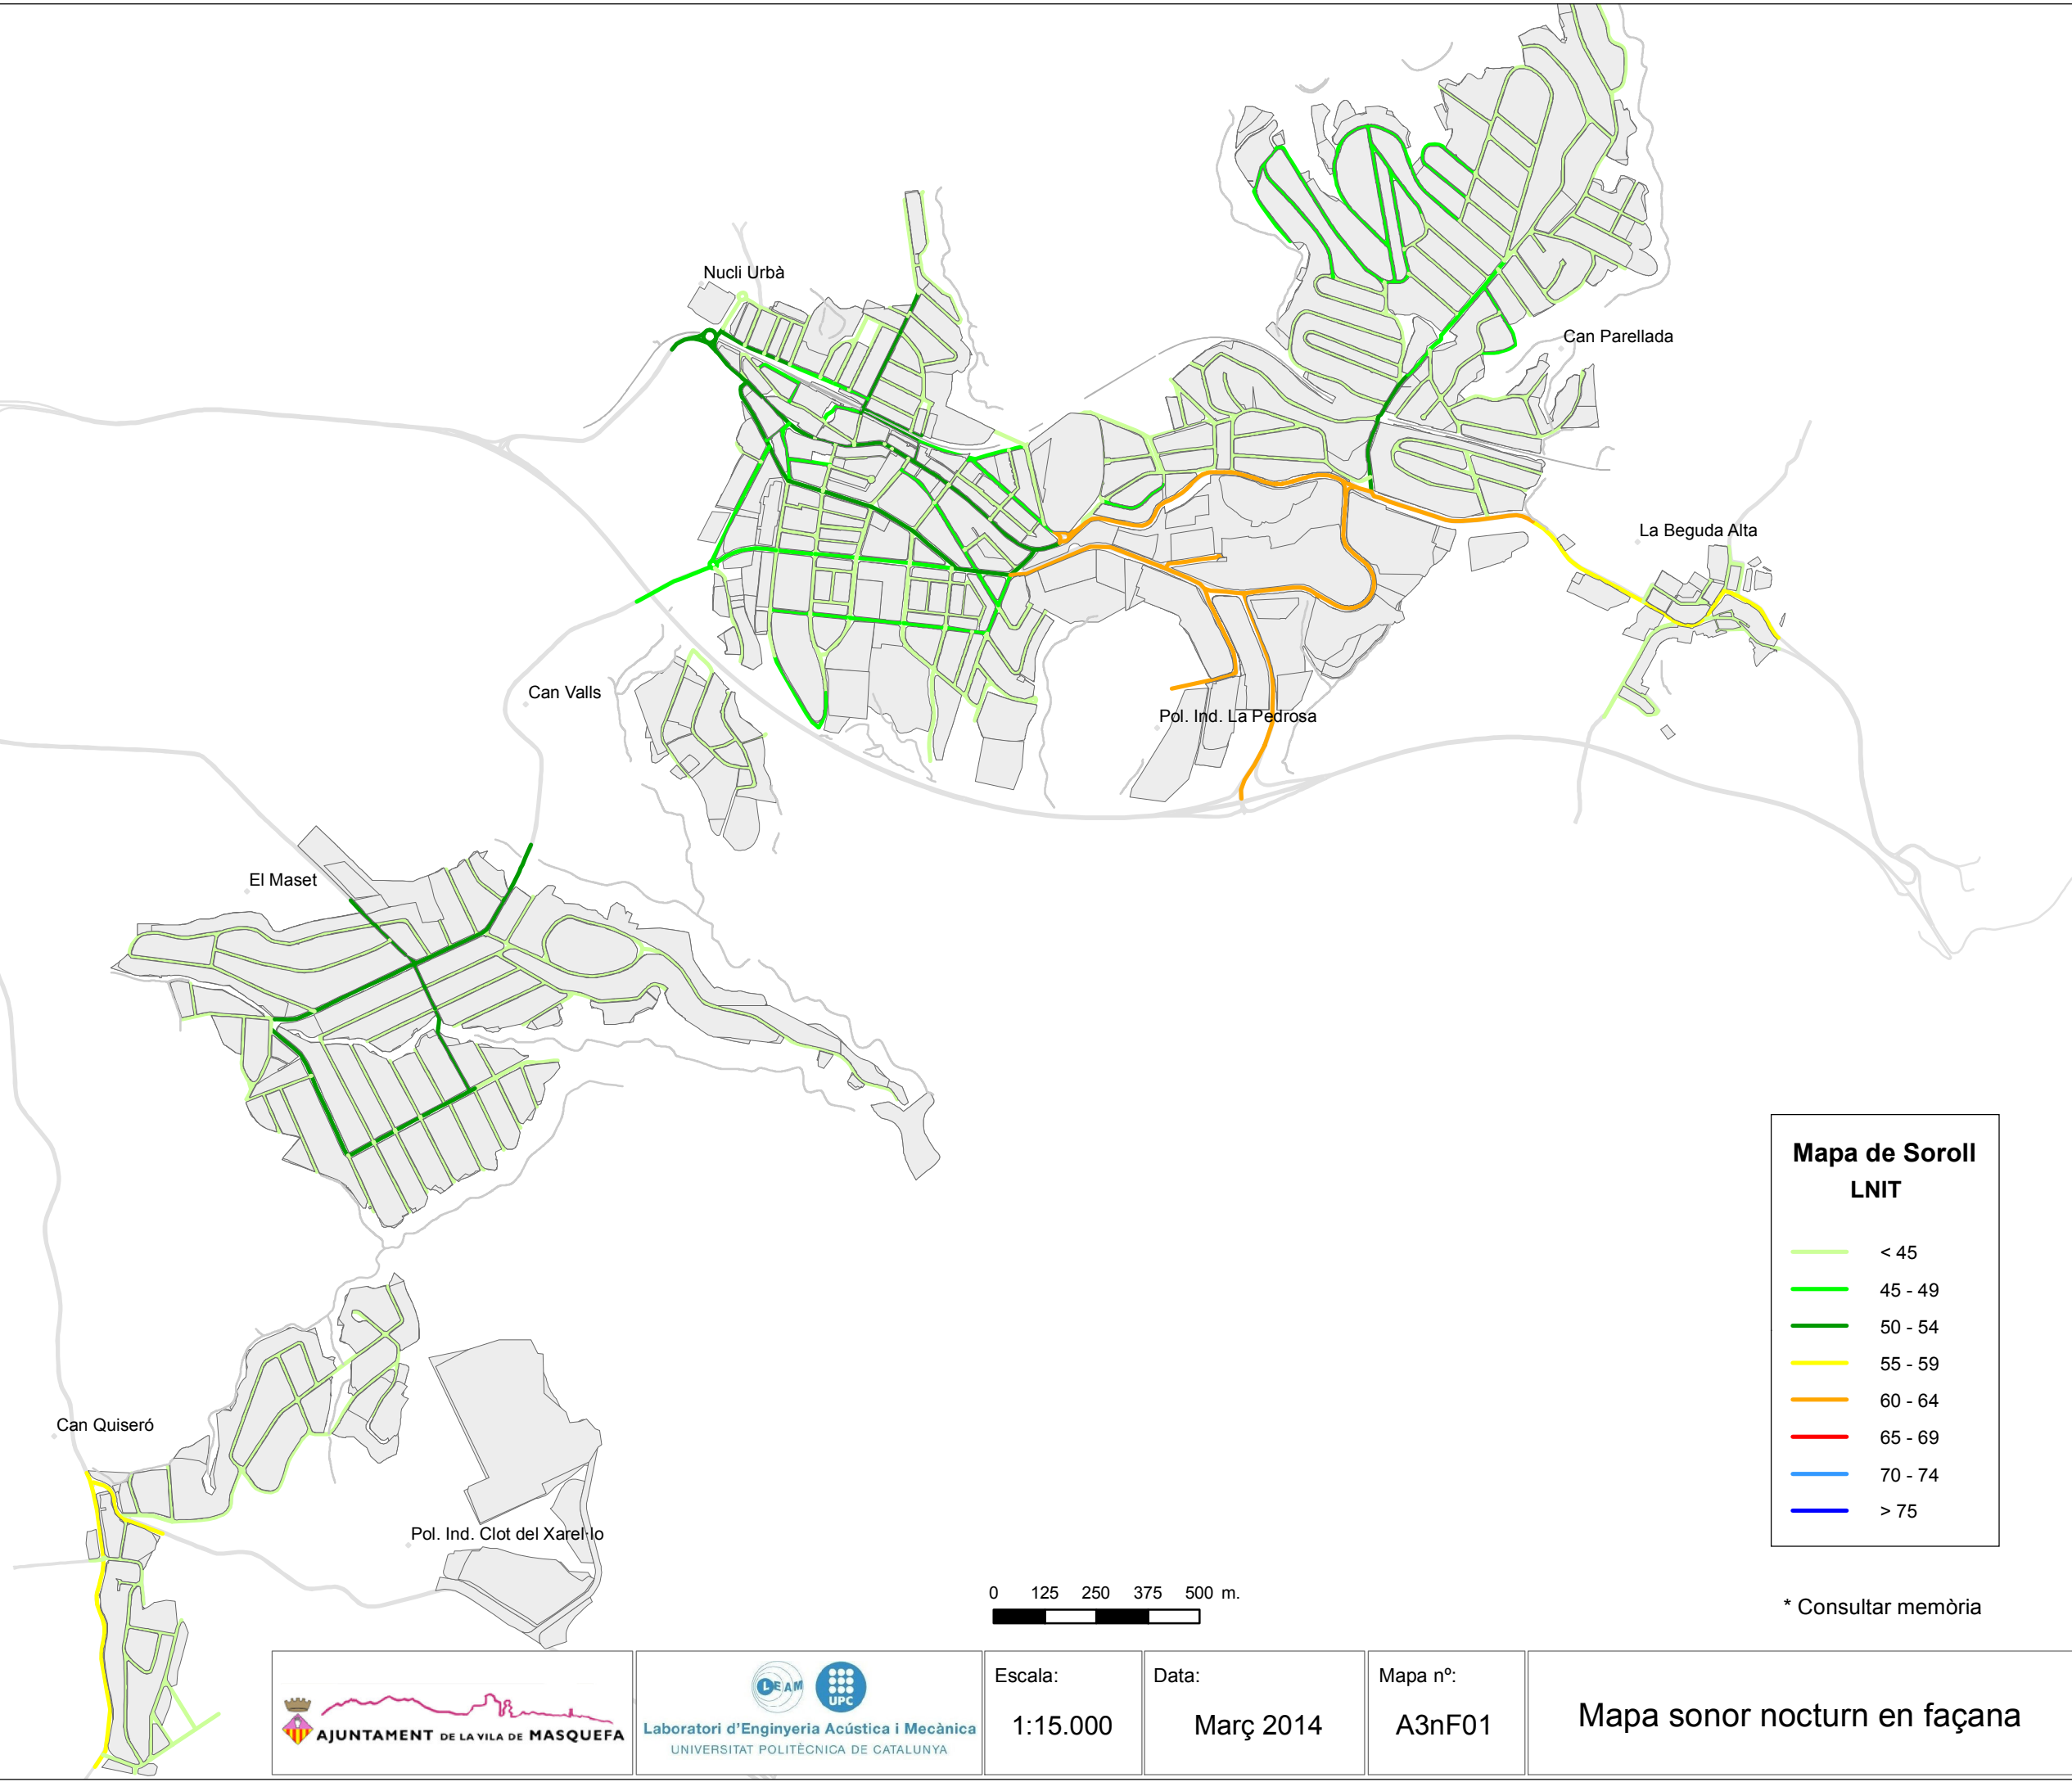 Nucli Urbà
Can Parellada
La Beguda Alta
Can Valls
Pol. Ind. La Pedrosa
El Maset
Can Quiseró
Pol. Ind. Clot del Xarel·lo
Mapa de Soroll
LNIT
< 45
45 - 49
50 - 54
55 - 59
60 - 64
65 - 69
70 - 74
> 75
* Consultar memòria
0 125 250 375 500 m.
AJUNTAMENT DE LA VILA DE MASQUEFA
LEAM
UPC
Laboratori d'Enginyeria Acústica i Mecànica
UNIVERSITAT POLITÈCNICA DE CATALUNYA
Escala:
1:15.000
Data:
Març 2014
Mapa nº:
A3nF01
Mapa sonor nocturn en façana